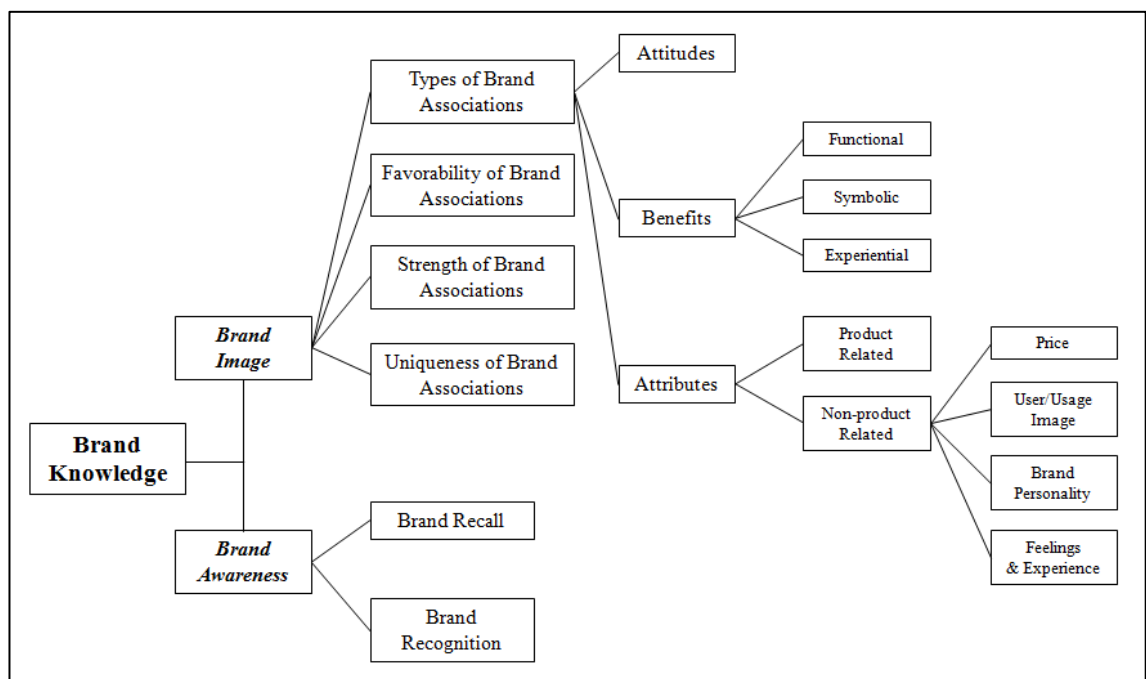 Types of Brand
Associations
Attitudes
Functional
Favorability of Brand
Associations
Symbolic
Benefits
Strength of Brand
Associations
Experiential
Brand
Image
Product
Related
Price
Uniqueness of Brand
Associations
Attributes
Non-product
Related
User/Usage
Image
Brand
Knowledge
Brand
Personality
Brand Recall
Brand
Awareness
Feelings
& Experience
Brand
Recognition